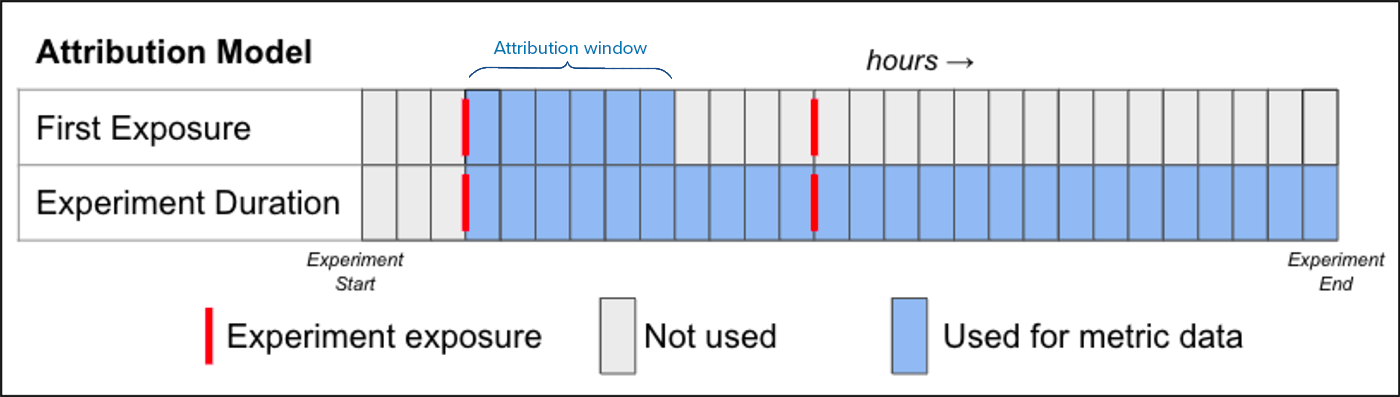 Attribution Model
Attribution window
hours →
First Exposure
Experiment Duration
Experiment
Start
Experiment
End
Experiment exposure
Not used
Used for metric data